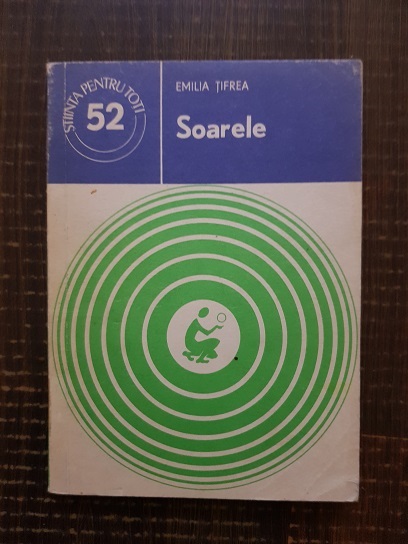 ȘTIINȚA PENTRU TOȚI
52
EMILIA ȚIFREA
Soarele